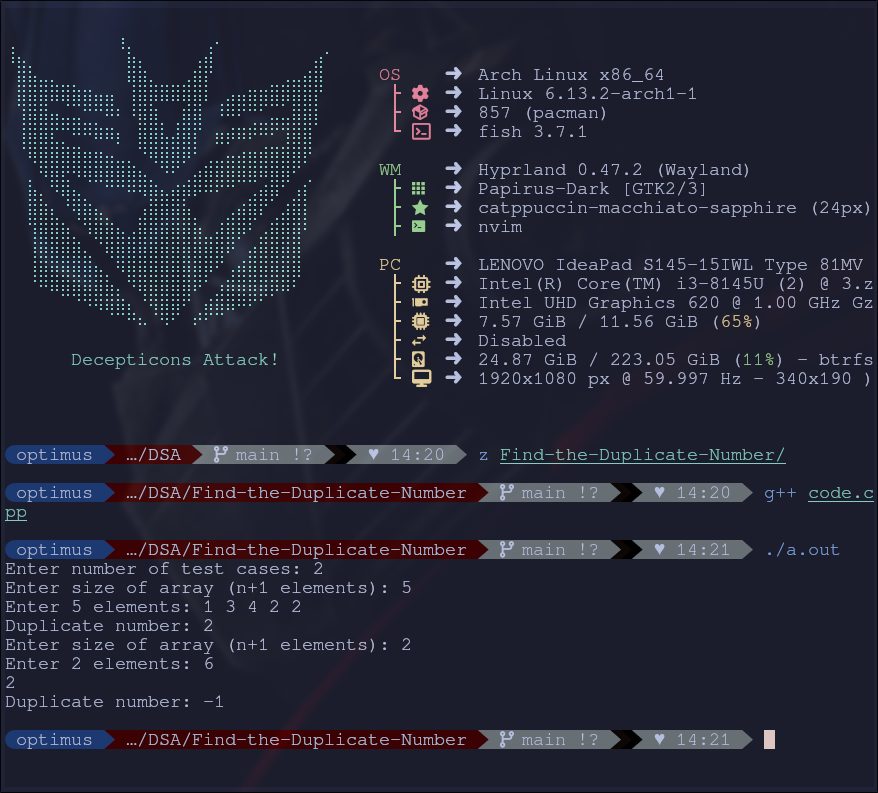 OS ➜ Arch Linux x86_64
➜ Linux 6.13.2-arch1-1
➜ 857 (pacman)
➜ fish 3.7.1
WM ➜ Hyprland 0.47.2 (Wayland)
➜ Papirus-Dark [GTK2/3]
➜ catppuccin-macchiato-sapphire (24px)
➜ nvim
PC ➜ LENOVO IdeaPad S145-15IWL Type 81MV
➜ Intel(R) Core(TM) i3-8145U (2) @ 3.z
➜ Intel UHD Graphics 620 @ 1.00 GHz Gz
➜ 7.57 GiB / 11.56 GiB (65%)
➜ Disabled
➜ 24.87 GiB / 223.05 GiB (11%) - btrfs
➜ 1920x1080 px @ 59.997 Hz - 340x190 )
Decepticons Attack!
optimus …/DSA main !? ♥ 14:20 z Find-the-Duplicate-Number/
optimus …/DSA/Find-the-Duplicate-Number main !? ♥ 14:20 g++ code.c
pp
optimus …/DSA/Find-the-Duplicate-Number main !? ♥ 14:21 ./a.out
Enter number of test cases: 2
Enter size of array (n+1 elements): 5
Enter 5 elements: 1 3 4 2 2
Duplicate number: 2
Enter size of array (n+1 elements): 2
Enter 2 elements: 6
2
Duplicate number: -1
optimus …/DSA/Find-the-Duplicate-Number main !? ♥ 14:21